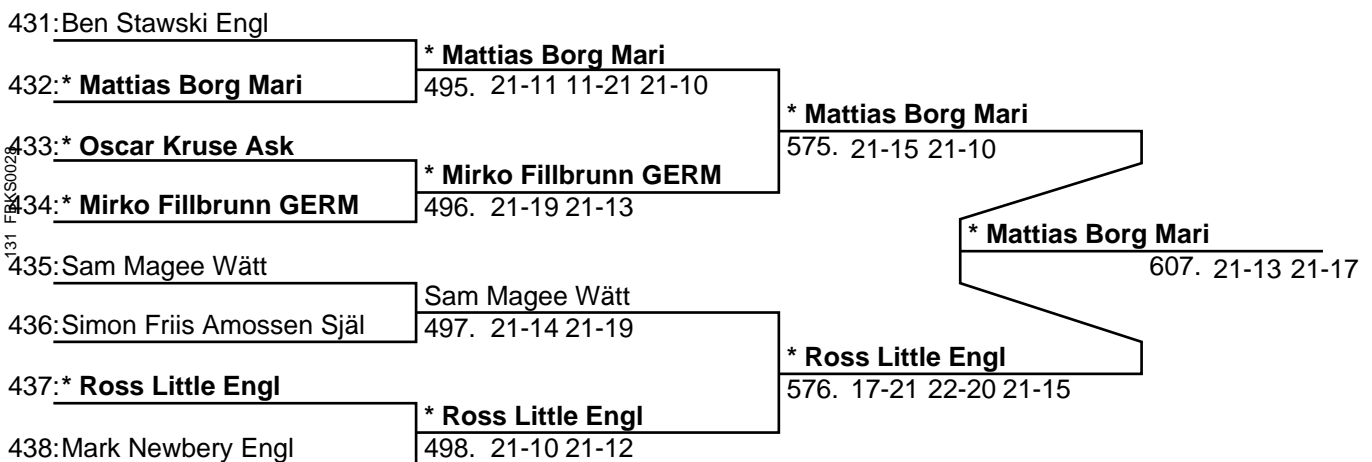 431:Ben Stawski Engl
* Mattias Borg Mari
432:* Mattias Borg Mari
495. 21-11 11-21 21-10
* Mattias Borg Mari
433:* Oscar Kruse Ask
575. 21-15 21-10
* Mirko Fillbrunn GERM
434:* Mirko Fillbrunn GERM
496. 21-19 21-13
131 FBKS0028
* Mattias Borg Mari
435:Sam Magee Wätt
607. 21-13 21-17
Sam Magee Wätt
436:Simon Friis Amossen Själ
497. 21-14 21-19
* Ross Little Engl
437:* Ross Little Engl
576. 17-21 22-20 21-15
* Ross Little Engl
438:Mark Newbery Engl
498. 21-10 21-12